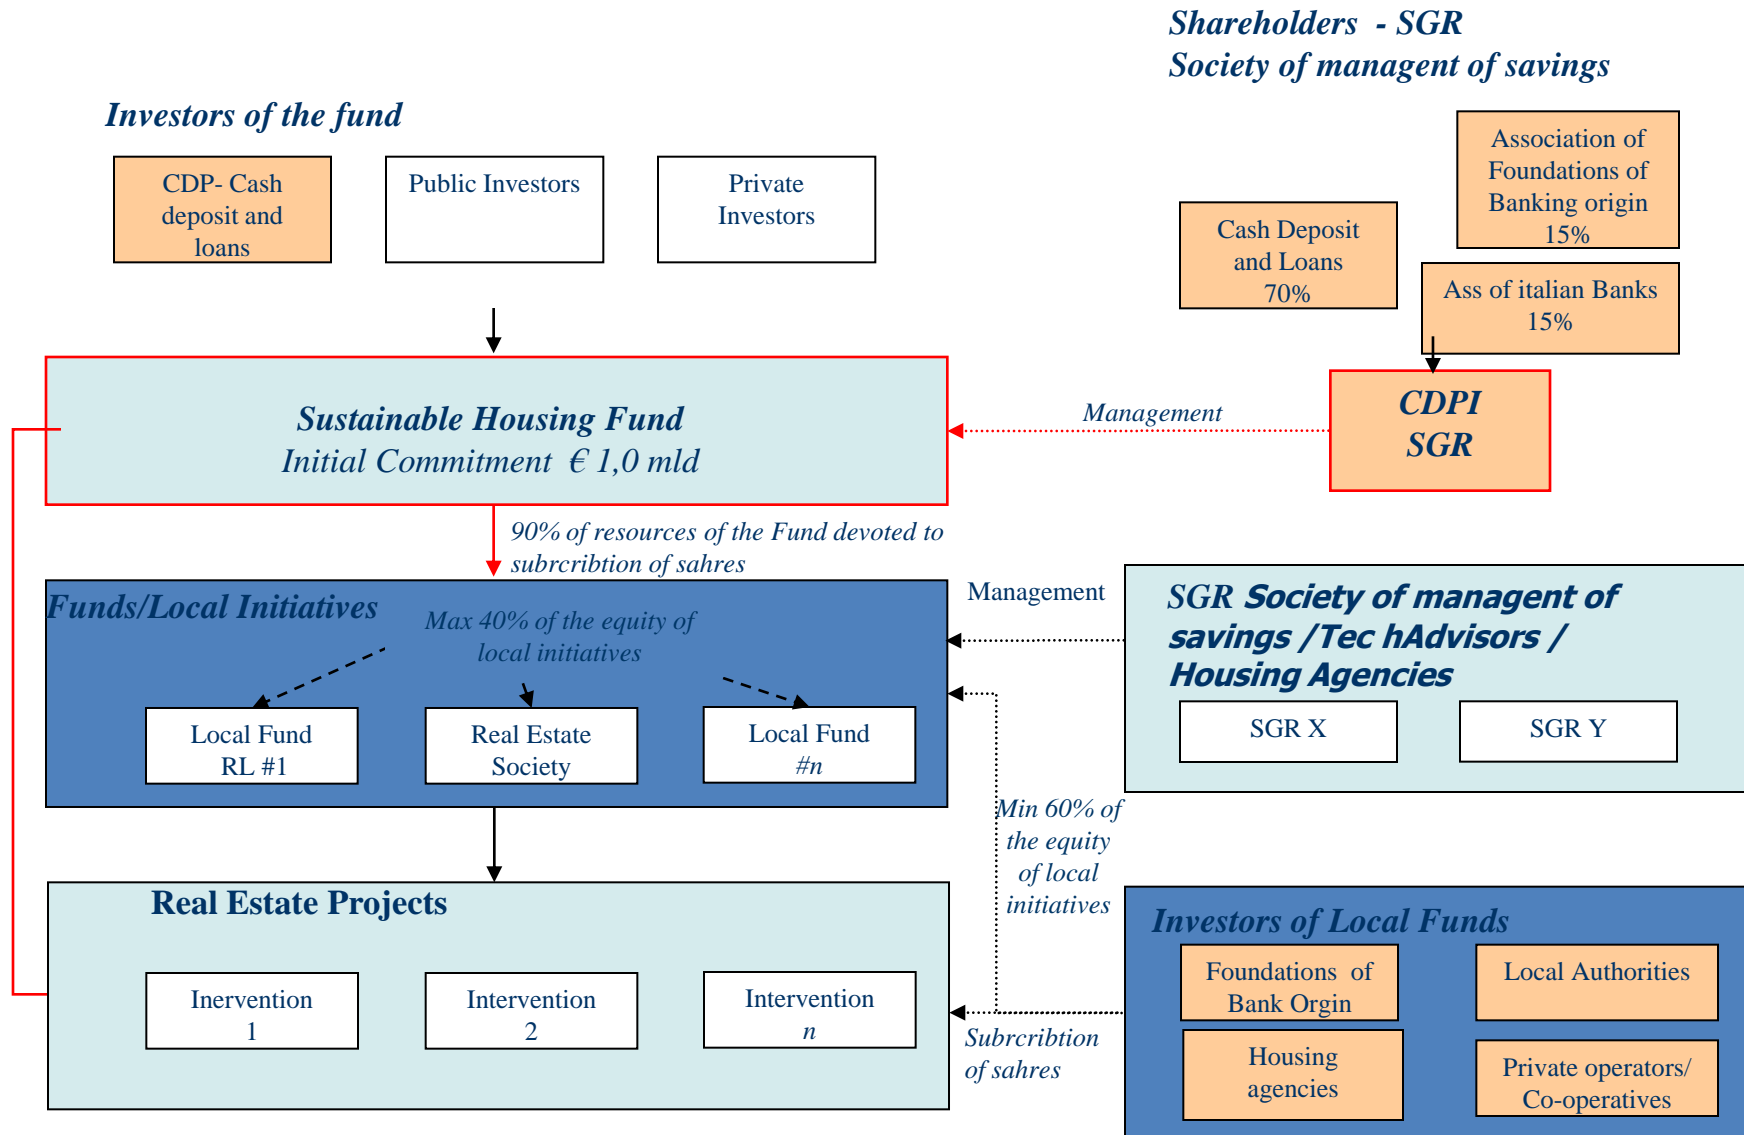 Shareholders - SGR
Society of managent of savings
Investors of the fund
CDP- Cash
deposit and
loans
Public Investors
Private
Investors
Cash Deposit
and Loans
70%
Association of
Foundations of
Banking origin
15%
Ass of italian Banks
15%
Sustainable Housing Fund
Initial Commitment € 1,0 mld
Management
CDPI
SGR
90% of resources of the Fund devoted to
subrcribtion of sahres
Funds/Local Initiatives
Max 40% of the equity of
local initiatives
Local Fund
RL #1
Real Estate
Society
Local Fund
#n
Management
SGR Society of managent of
savings /Tec hAdvisors /
Housing Agencies
SGR X
SGR Y
Min 60% of
the equity
of local
initiatives
Real Estate Projects
Inervention
1
Intervention
2
Intervention
n
Subrcribtion
of sahres
Investors of Local Funds
Foundations of
Bank Orgin
Local Authorities
Housing
agencies
Private operators/
Co-operatives